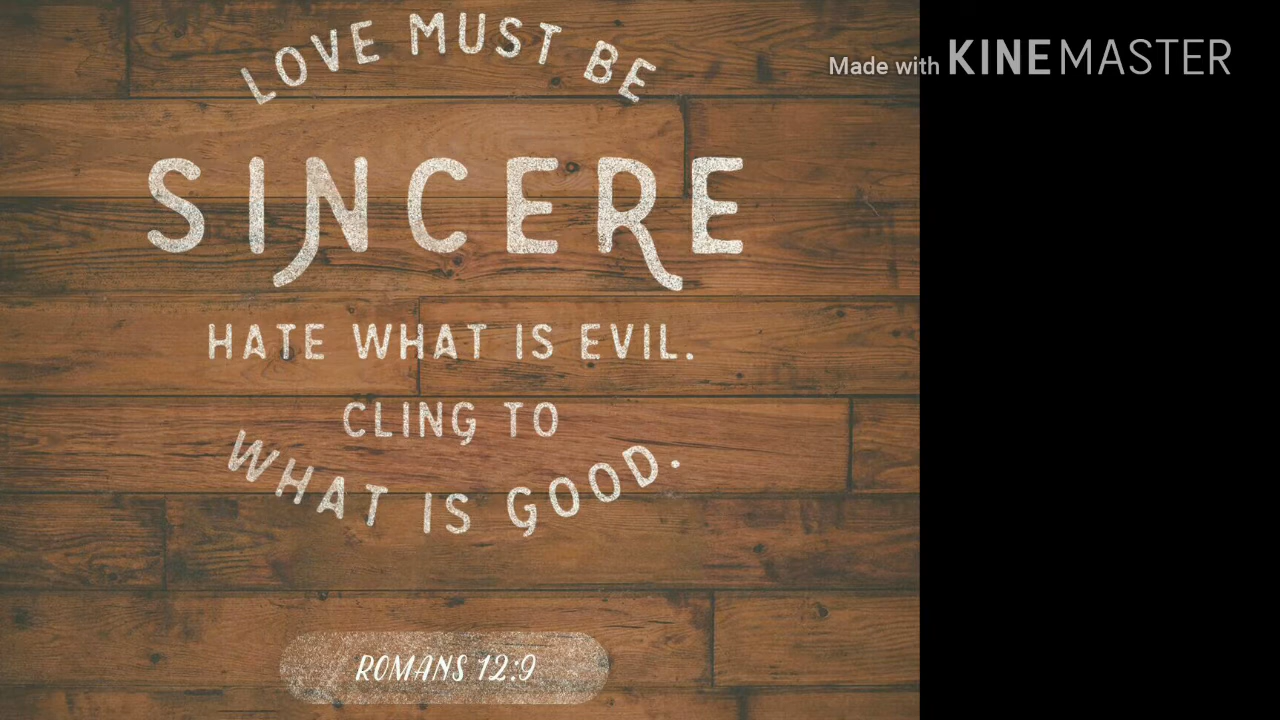 LOVE MUST BE
Made with KINEMASTER
SINCERE
HATE WHAT IS EVIL.
CLING TO
WHAT IS GOOD.
ROMANS 12:9